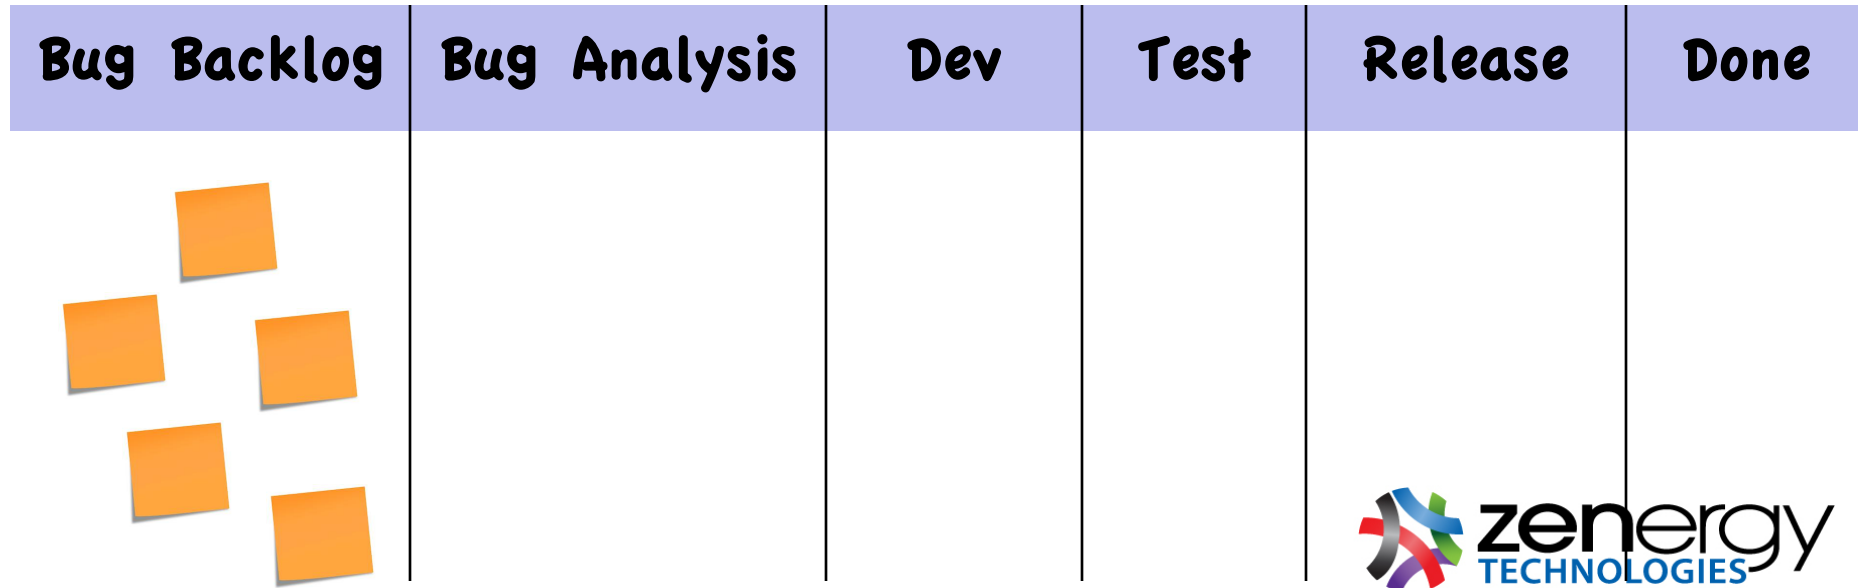 Bug Backlog
Bug Analysis
Dev
Test
Release
Done
zenergy
TECHNOLOGIES